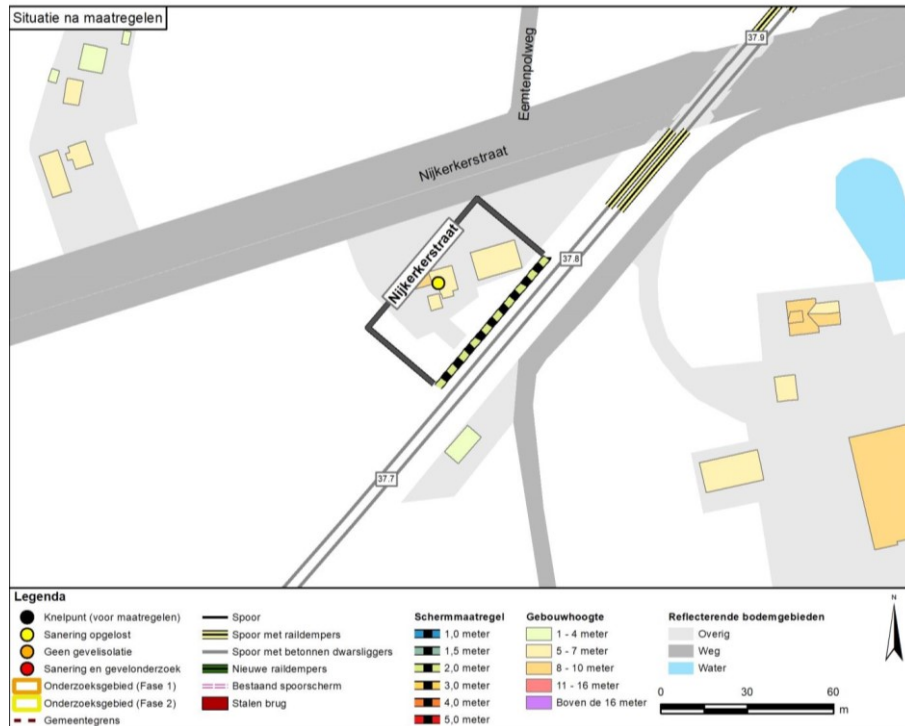 Situatie na maatregelen
37.9
Eemtenpolweg
Nijkerkerstraat
Nijkerkerstraat
37.8
37.7
Legenda
Knelpunt (voor maatregelen)
Sanering opgelost
Geen gevelisolatie
Sanering en gevelonderzoek
Onderzoeksgebied (Fase 1)
Onderzoeksgebied (Fase 2)
Gemeentegrens
Spoor
Spoor met raildempers
Spoor met betonnen dwarsliggers
Nieuwe raildempers
Bestaand spoorscherm
Stalen brug
Schermmaatregel
1,0 meter
1,5 meter
2,0 meter
3,0 meter
4,0 meter
5,0 meter
Gebouwhoogte
1 - 4 meter
5 - 7 meter
8 - 10 meter
11 - 16 meter
Boven de 16 meter
Reflecterende bodemgebieden
Overig
Weg
Water
N
0 30 60
m